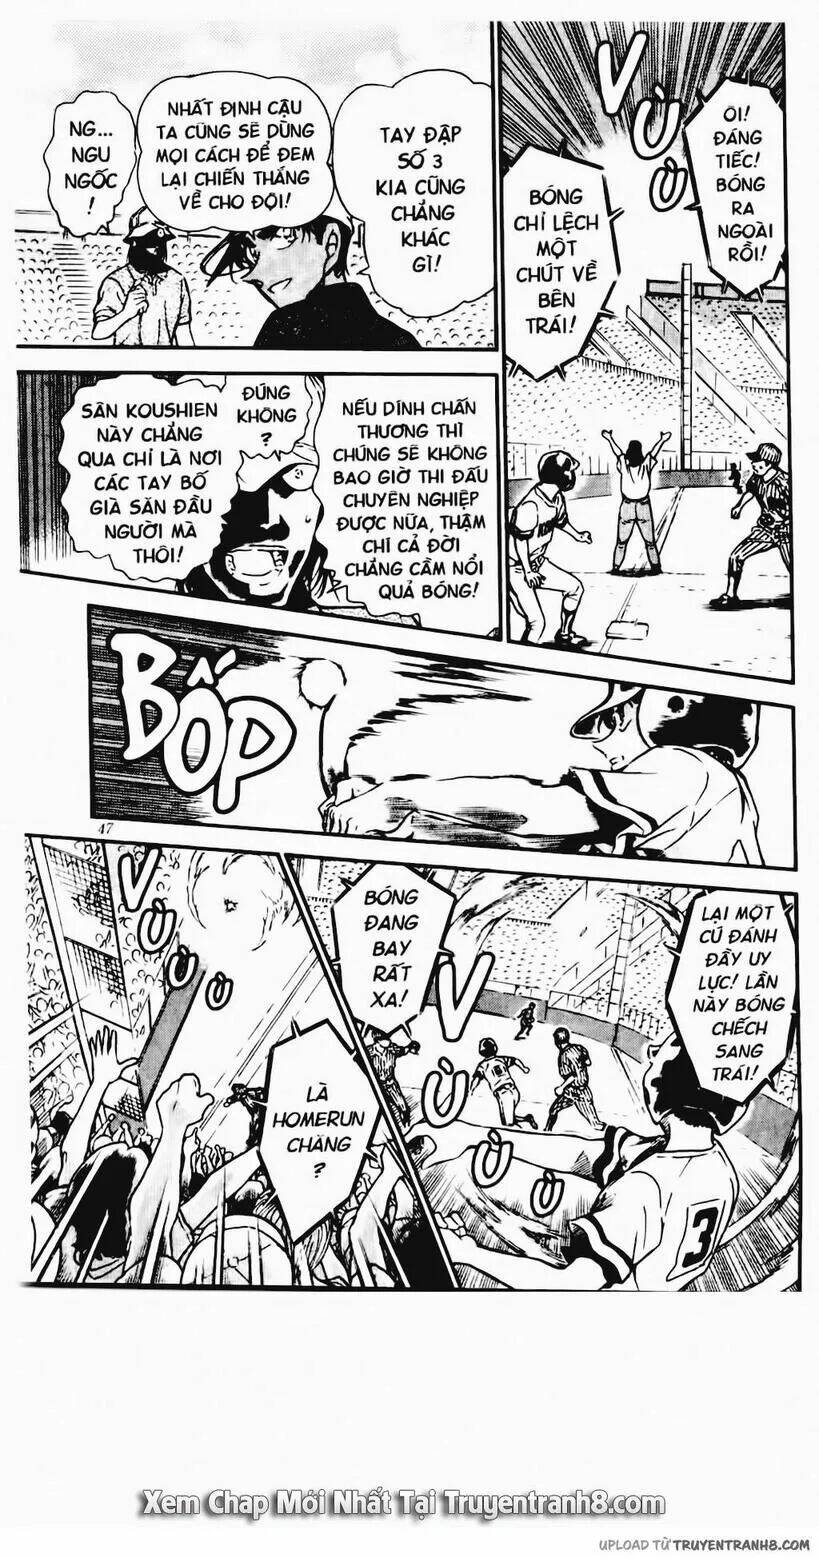 VÙ Ờ
ÔI!
ĐÁNG
TIẾC!
BÓNG
RA
NGOÀI
RỒI!
BÓNG
CHỈ LỆCH
MỘT
CHÚT VỀ
BÊN
TRÁI!
TAY ĐẬP
SỐ 3
KIA CŨNG
CHẲNG
KHÁC
GÌ!
NHẤT ĐỊNH CẬU
TA CŨNG SẼ DÙNG
MỌI CÁCH ĐỂ ĐEM
LẠI CHIẾN THẮNG
VỀ CHO ĐỘI!
NG...
NGU
NGỐC
!
NẾU DÍNH CHẤN
THƯƠNG THÌ
CHÚNG SẼ KHÔNG
BAO GIỜ THI ĐẤU
CHUYÊN NGHIỆP
ĐƯỢC NỮA, THẬM
CHÍ CẢ ĐỜI
CHẲNG CẦM NỔI
QUẢ BÓNG!
ĐÚNG
KHÔNG
?
SÂN KOUSHIEN
NÀY CHẲNG
QUA CHỈ LÀ NƠI
CÁC TAY BỐ
GIÀ SĂN ĐẦU
NGƯỜI MÀ
THÔI!
BỐP
47
LẠI MỘT
CÚ ĐÁNH
ĐẦY UY
LỰC! LẦN
NÀY BÓNG
CHẾCH
SANG
TRÁI!
3
BÓNG
ĐANG
BAY
RẤT
XA!
VÙ Ờ Ờ Ờ
LÀ
HOMERUN
CHĂNG
?
VÙ Ờ Ờ Ờ
Xem Chap Mới Nhất Tại Truyentranh8.com
UPLOAD TỪ TRUYENTRANH8.COM